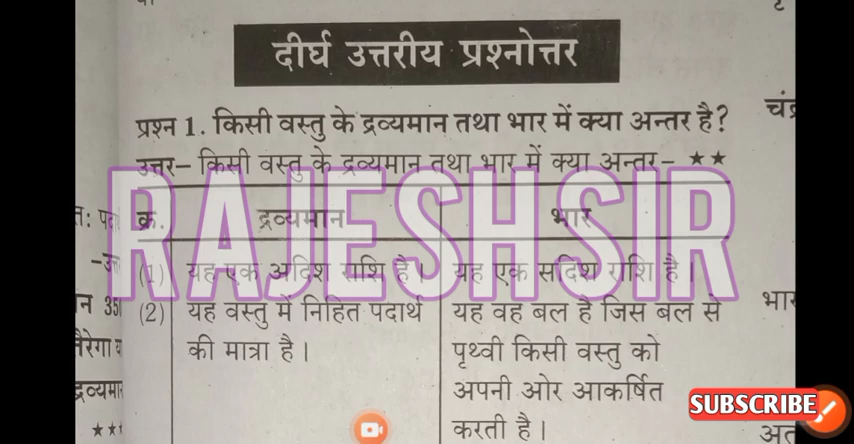 दीर्घ उत्तरीय प्रश्नोत्तर
प्रश्न 1. किसी वस्तु के द्रव्यमान तथा भार में क्या अन्तर है?
उत्तर– किसी वस्तु के द्रव्यमान तथा भार में क्या अन्तर– ★★
RAJESHSIR
क्र. द्रव्यमान भार
(1) यह एक अदिश राशि है। यह एक सदिश राशि है।
(2) यह वस्तु में निहित पदार्थ यह वह बल है जिस बल से
की मात्रा है। पृथ्वी किसी वस्तु को
अपनी ओर आकर्षित
करती है।
SUBSCRIBE